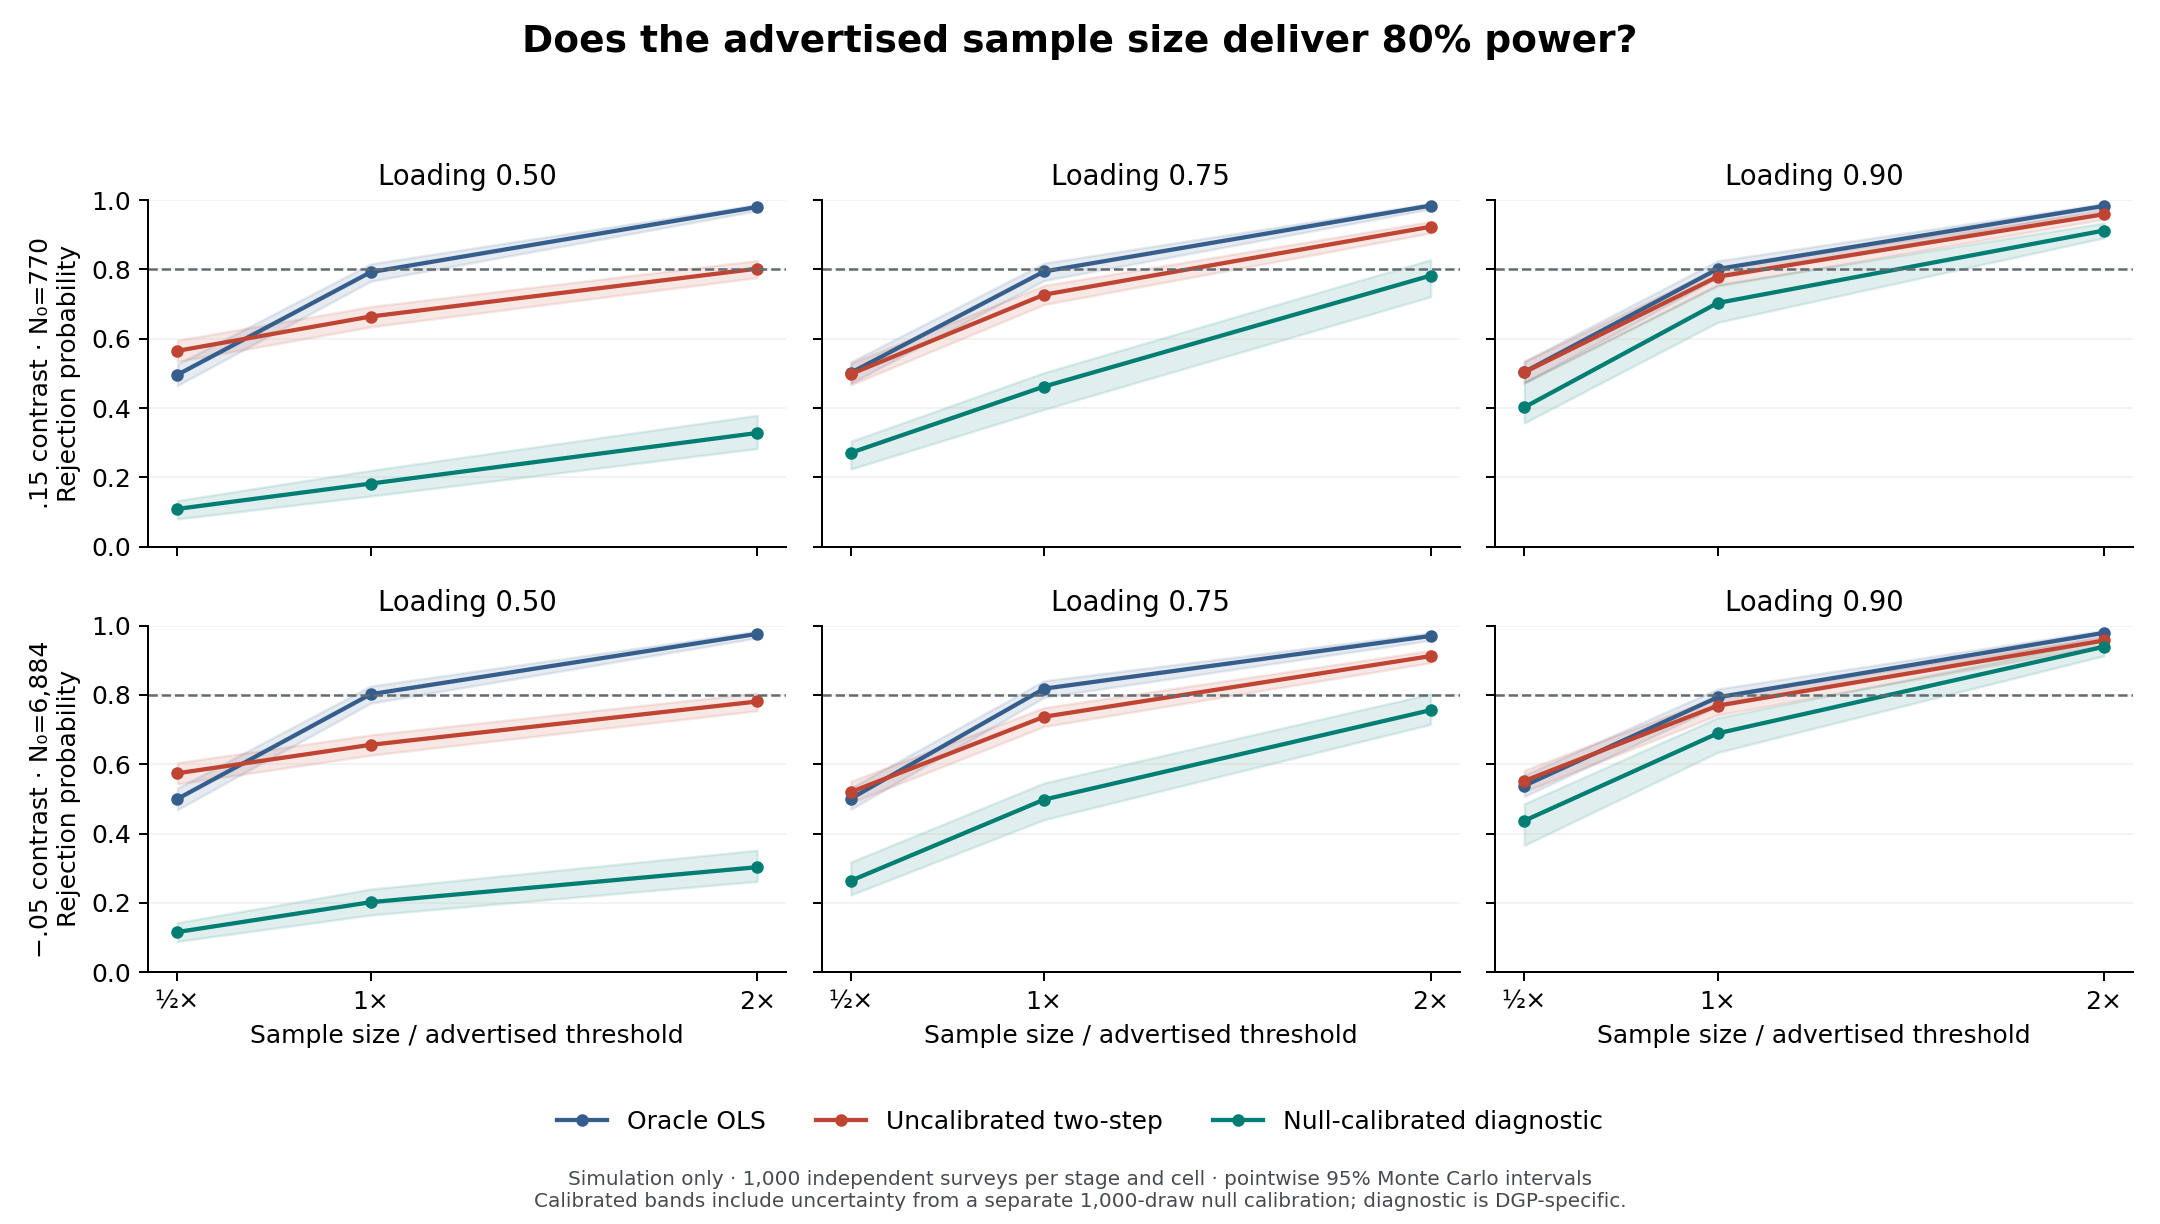 Does the advertised sample size deliver 80% power?
Loading 0.50
Loading 0.75
Loading 0.90
.15 contrast · N₀=770
Rejection probability
1.0
0.8
0.6
0.4
0.2
0.0
Loading 0.50
Loading 0.75
Loading 0.90
−.05 contrast · N₀=6,884
Rejection probability
1.0
0.8
0.6
0.4
0.2
0.0
½× 1× 2×
½× 1× 2×
½× 1× 2×
Sample size / advertised threshold
Sample size / advertised threshold
Sample size / advertised threshold
Oracle OLS
Uncalibrated two-step
Null-calibrated diagnostic
Simulation only · 1,000 independent surveys per stage and cell · pointwise 95% Monte Carlo intervals
Calibrated bands include uncertainty from a separate 1,000-draw null calibration; diagnostic is DGP-specific.